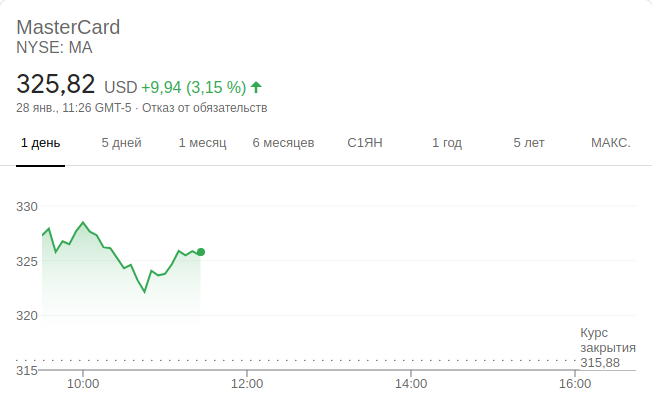 MasterCard
NYSE: MA
325,82 USD +9,94 (3,15 %)
28 янв., 11:26 GMT-5 · Отказ от обязательств
1 день 5 дней 1 месяц 6 месяцев С1ЯН 1 год 5 лет МАКС.
330
325
320
Курс
закрытия
315,88
315
10:00 12:00 14:00 16:00